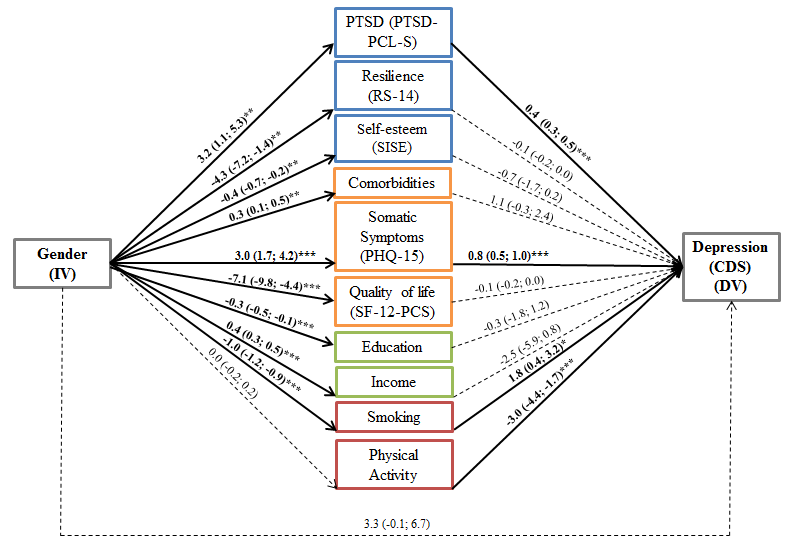 PTSD (PTSD-
PCL-S)
Resilience
(RS-14)
Self-esteem
(SISE)
Comorbidities
Somatic
Symptoms
(PHQ-15)
Quality of life
(SF-12-PCS)
Education
Income
Smoking
Physical
Activity
Gender
(IV)
Depression
(CDS)
(DV)
3.2 (1.1; 5.3)**
-4.3 (-7.2; -1.4)**
-0.4 (-0.7; -0.2)**
0.3 (0.1; 0.5)**
3.0 (1.7; 4.2)***
-7.1 (-9.8; -4.4)***
-0.3 (-0.5; -0.1)***
0.4 (0.3; 0.5)***
-1.0 (-1.2; -0.9)***
0.0 (-0.2; 0.2)
0.4 (0.3; 0.5)***
-0.1 (-0.2; 0.0)
-0.7 (-1.7; 0.2)
1.1 (-0.3; 2.4)
0.8 (0.5; 1.0)***
-0.1 (-0.2; 0.0)
-0.3 (-1.8; 1.2)
-2.5 (-5.9; 0.8)
1.8 (0.4; 3.2)*
-3.0 (-4.4; -1.7)***
3.3 (-0.1; 6.7)